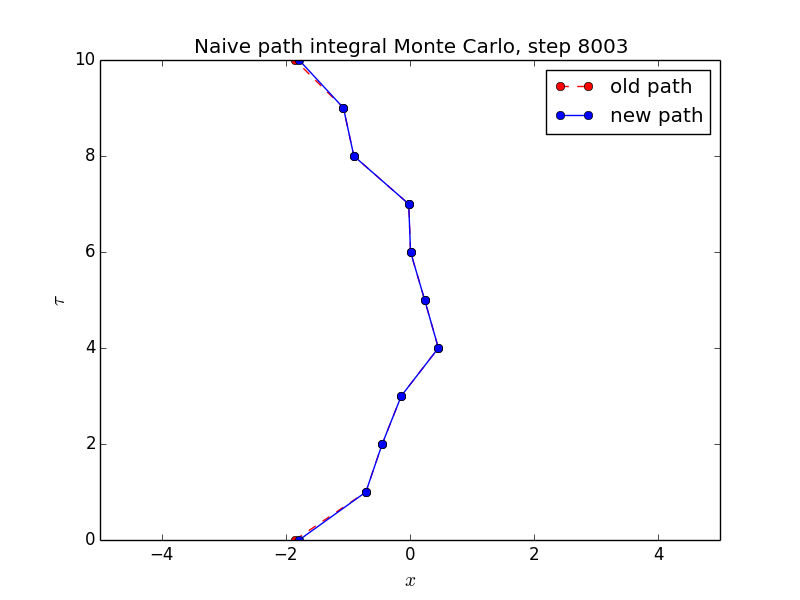 Naive path integral Monte Carlo, step 8003
old path
new path
10
8
6
4
2
0
τ
−4 −2 0 2 4
x